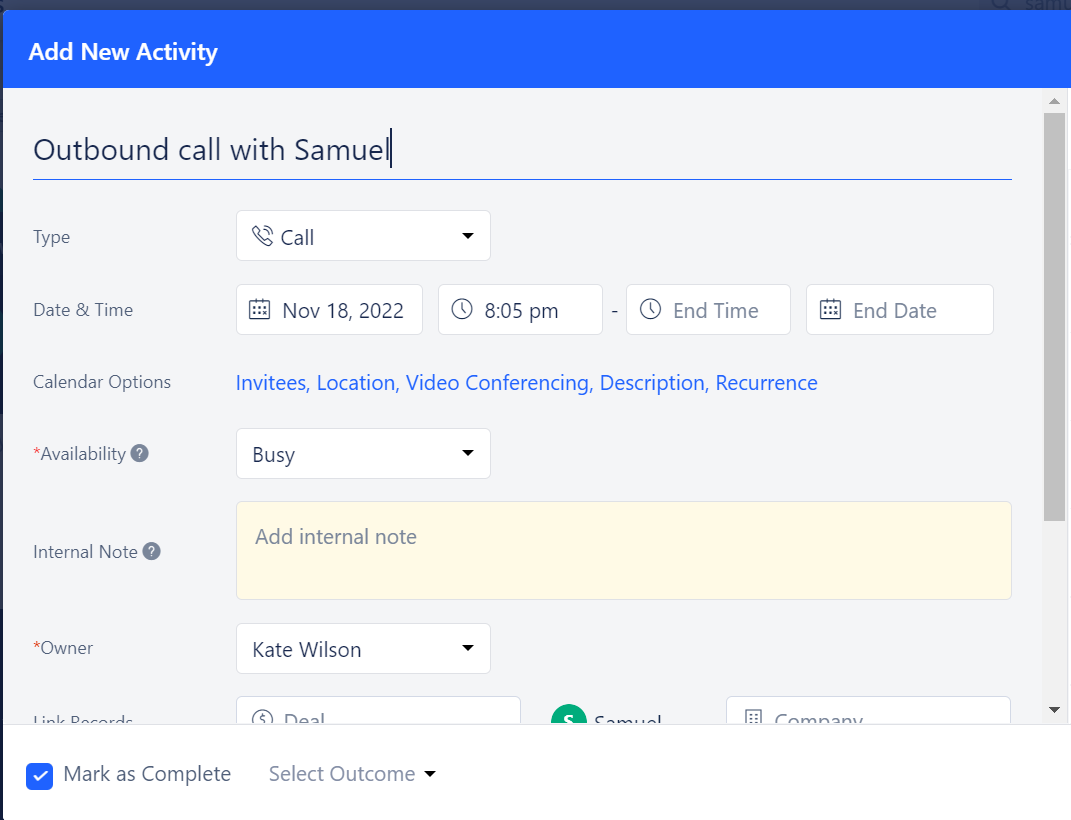 samu
Add New Activity
Outbound call with Samuel
Type
Call
Date & Time
Nov 18, 2022
8:05 pm
-
End Time
End Date
Calendar Options
Invitees, Location, Video Conferencing, Description, Recurrence
*Availability ?
Busy
Internal Note ?
Add internal note
*Owner
Kate Wilson
Link Records
$ Deal
S
Samuel
Company
Mark as Complete
Select Outcome